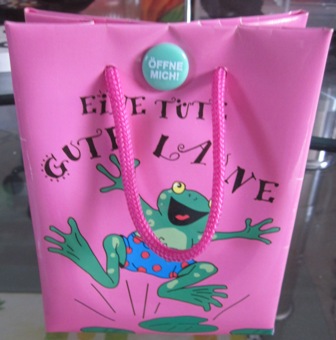 ÖFFNE
MICH!
EINE TÜTE
GUTE LAUNE